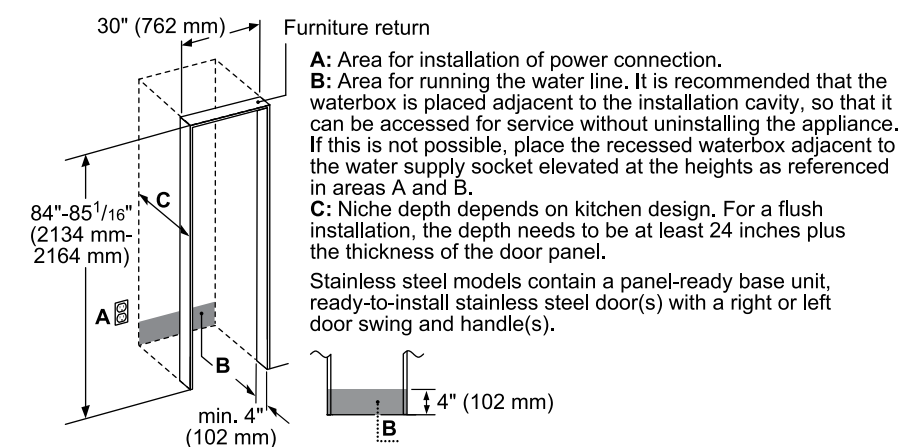 30" (762 mm)
Furniture return
A: Area for installation of power connection.
B: Area for running the water line. It is recommended that the
waterbox is placed adjacent to the installation cavity, so that it
can be accessed for service without uninstalling the appliance.
If this is not possible, place the recessed waterbox adjacent to
the water supply socket elevated at the heights as referenced
in areas A and B.
C: Niche depth depends on kitchen design. For a flush
installation, the depth needs to be at least 24 inches plus
the thickness of the door panel.
Stainless steel models contain a panel-ready base unit,
ready-to-install stainless steel door(s) with a right or left
door swing and handle(s).
C
84"-85 1/16"
(2134 mm-
2164 mm)
A
B
min. 4"
(102 mm)
4" (102 mm)
B